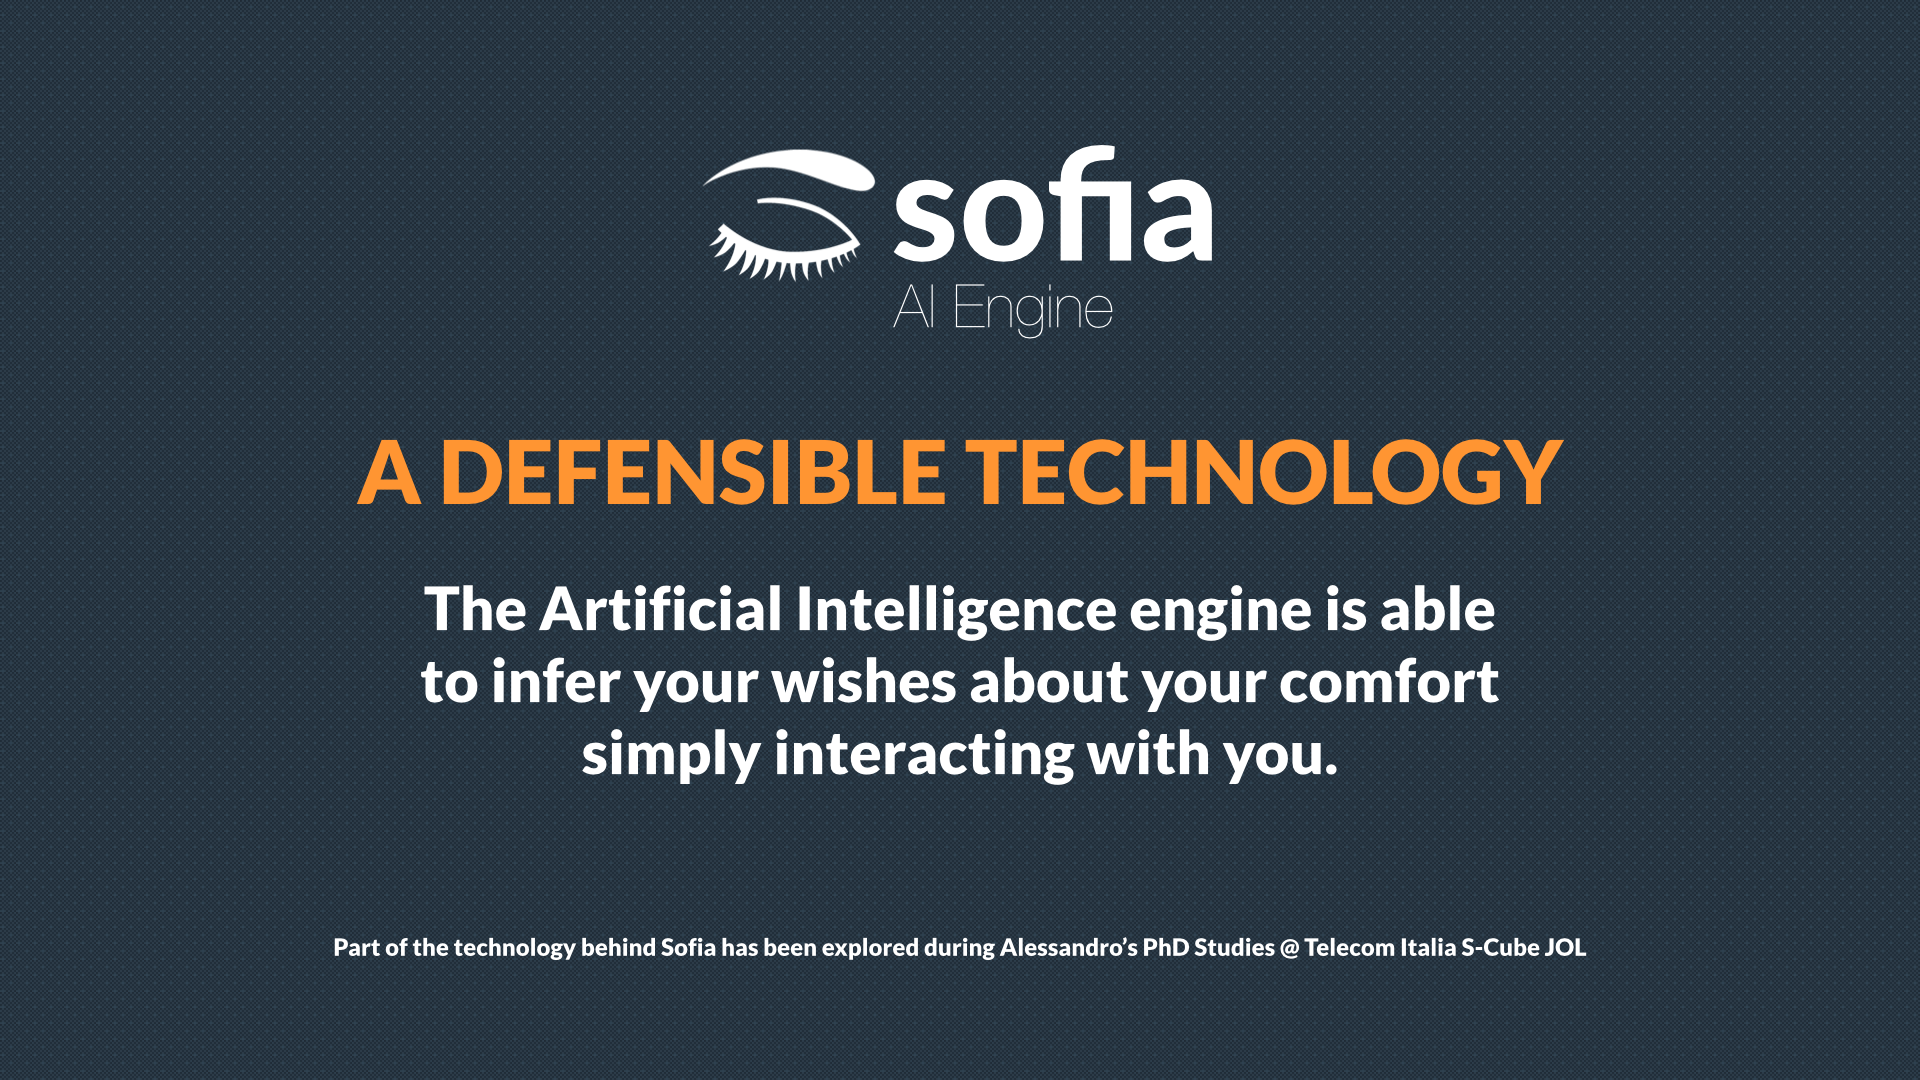 sofia
AI Engine
A DEFENSIBLE TECHNOLOGY
The Artificial Intelligence engine is able
to infer your wishes about your comfort
simply interacting with you.
Part of the technology behind Sofia has been explored during Alessandro’s PhD Studies @ Telecom Italia S-Cube JOL